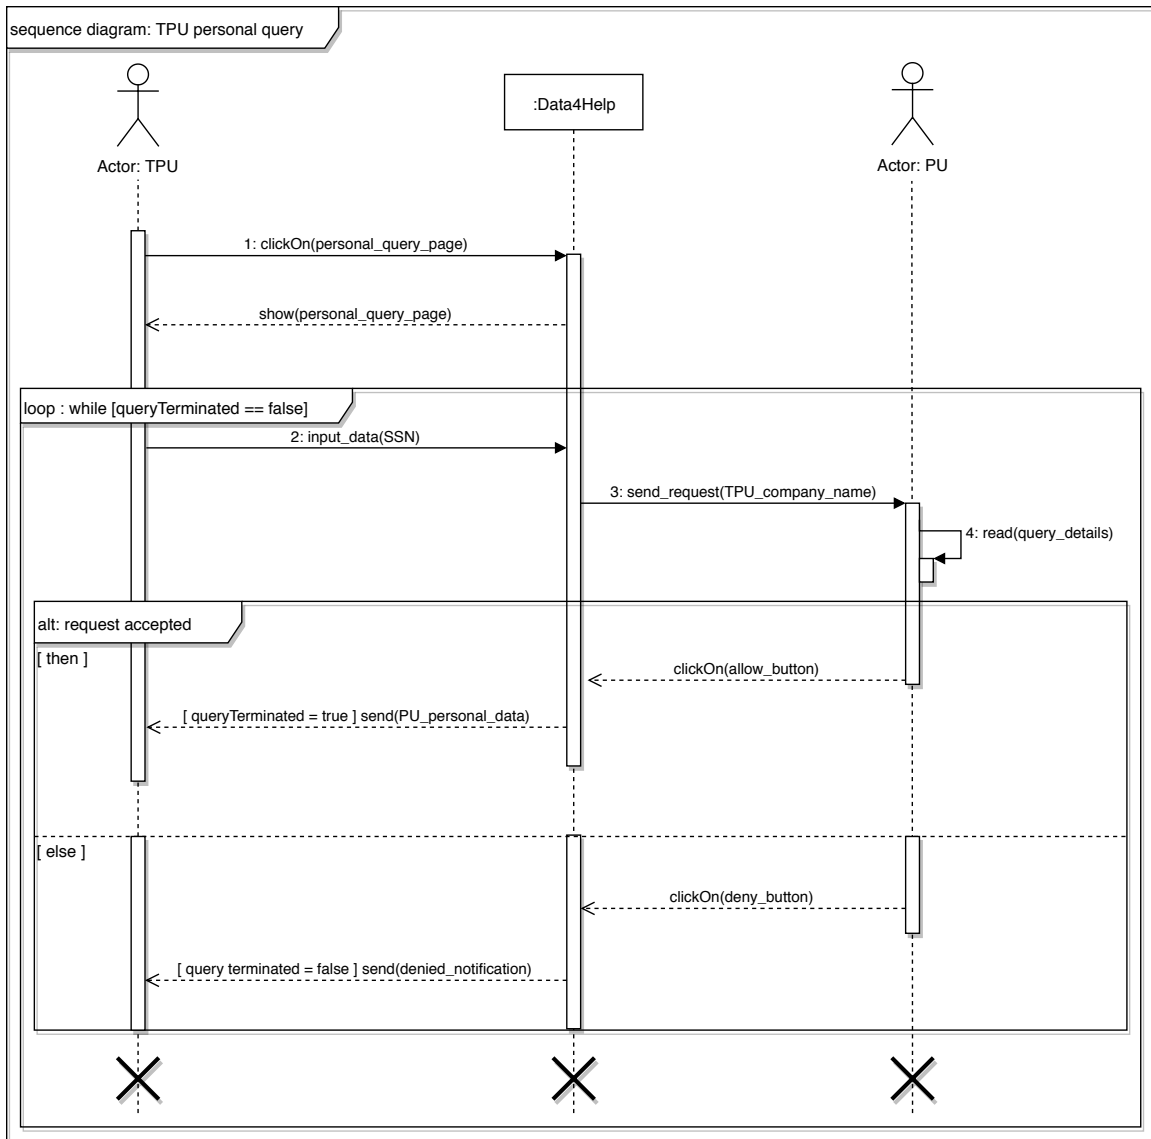 sequence diagram: TPU personal query
:Data4Help
Actor: TPU
Actor: PU
1: clickOn(personal_query_page)
show(personal_query_page)
loop : while [queryTerminated == false]
2: input_data(SSN)
3: send_request(TPU_company_name)
4: read(query_details)
alt: request accepted
[ then ]
clickOn(allow_button)
[ queryTerminated = true ] send(PU_personal_data)
[ else ]
clickOn(deny_button)
[ query terminated = false ] send(denied_notification)